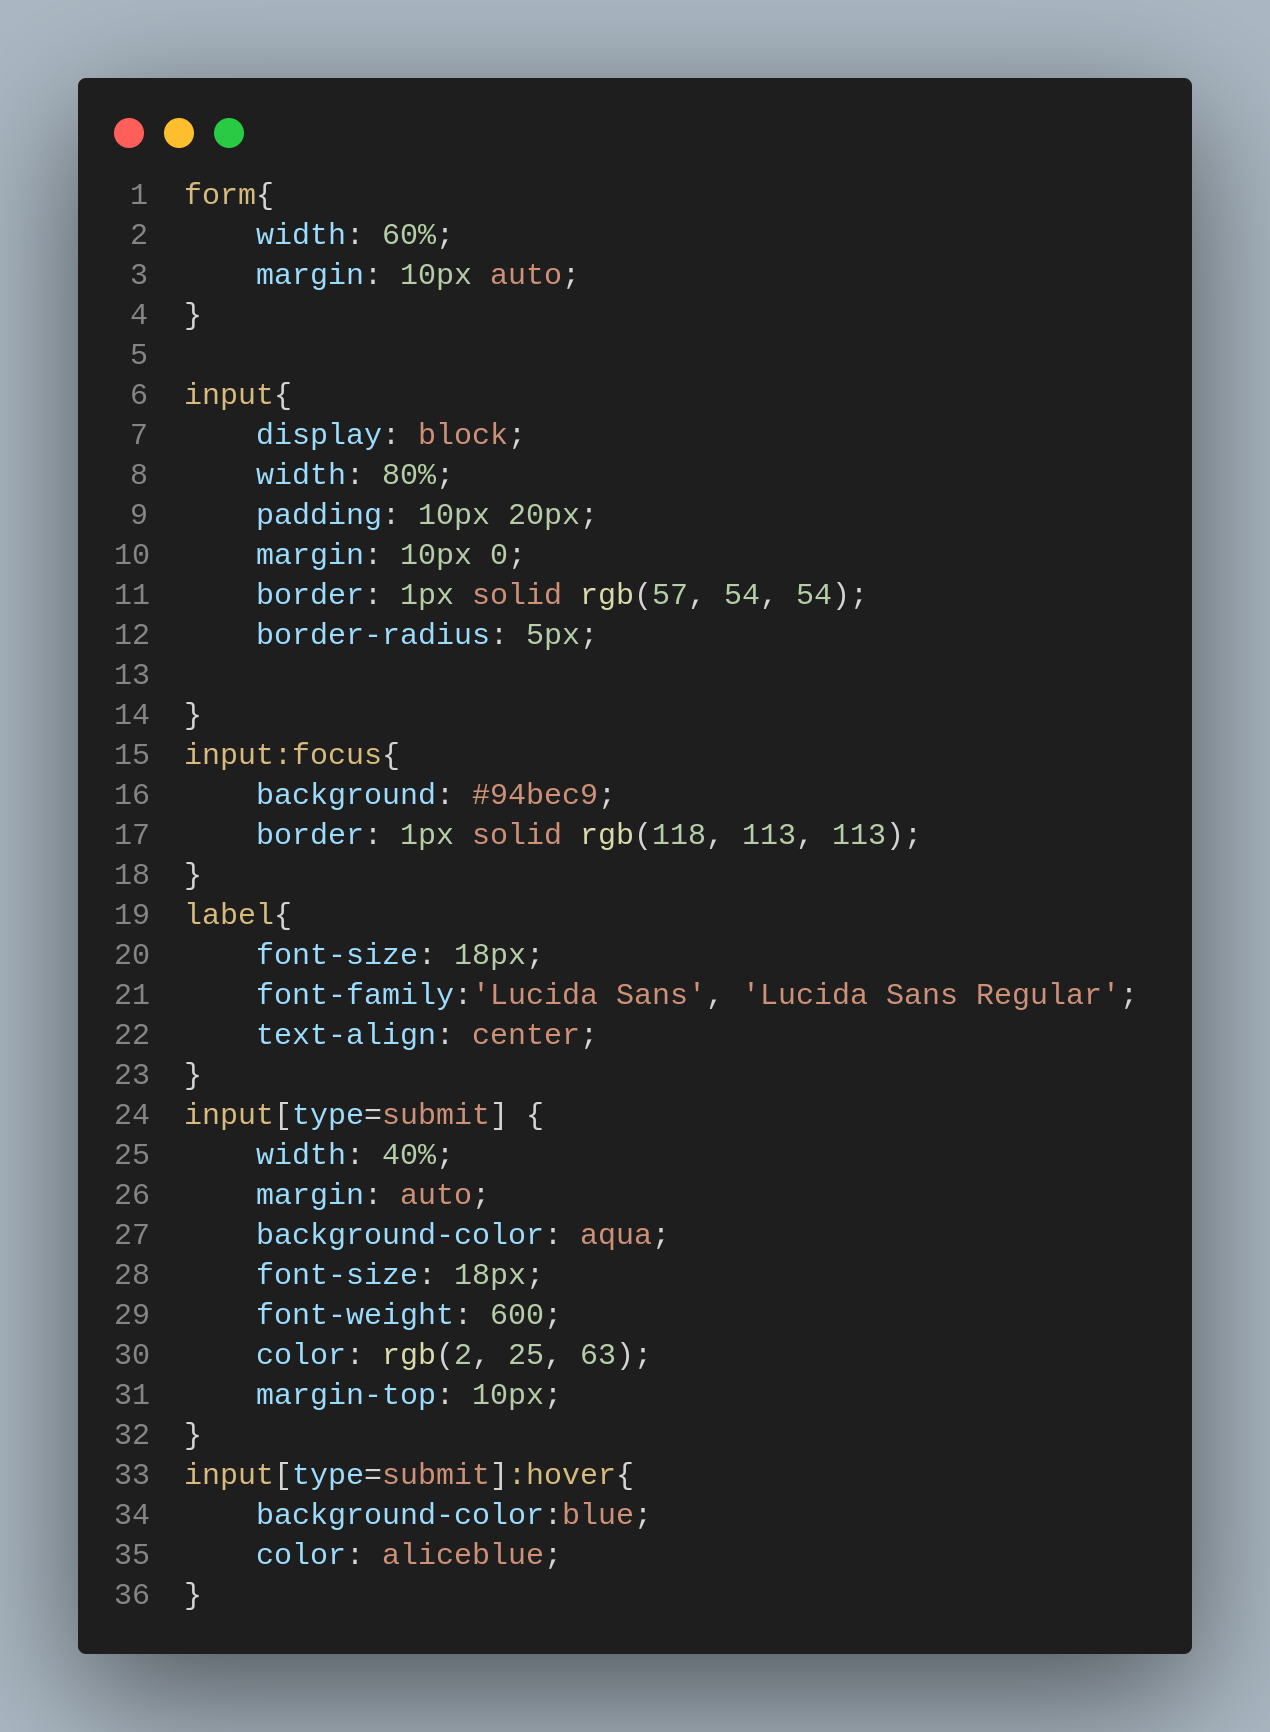 1 form{
2     width: 60%;
3     margin: 10px auto;
4 }
5
6 input{
7     display: block;
8     width: 80%;
9     padding: 10px 20px;
10     margin: 10px 0;
11     border: 1px solid rgb(57, 54, 54);
12     border-radius: 5px;
13
14 }
15 input:focus{
16     background: #94bec9;
17     border: 1px solid rgb(118, 113, 113);
18 }
19 label{
20     font-size: 18px;
21     font-family:'Lucida Sans', 'Lucida Sans Regular';
22     text-align: center;
23 }
24 input[type=submit] {
25     width: 40%;
26     margin: auto;
27     background-color: aqua;
28     font-size: 18px;
29     font-weight: 600;
30     color: rgb(2, 25, 63);
31     margin-top: 10px;
32 }
33 input[type=submit]:hover{
34     background-color:blue;
35     color: aliceblue;
36 }